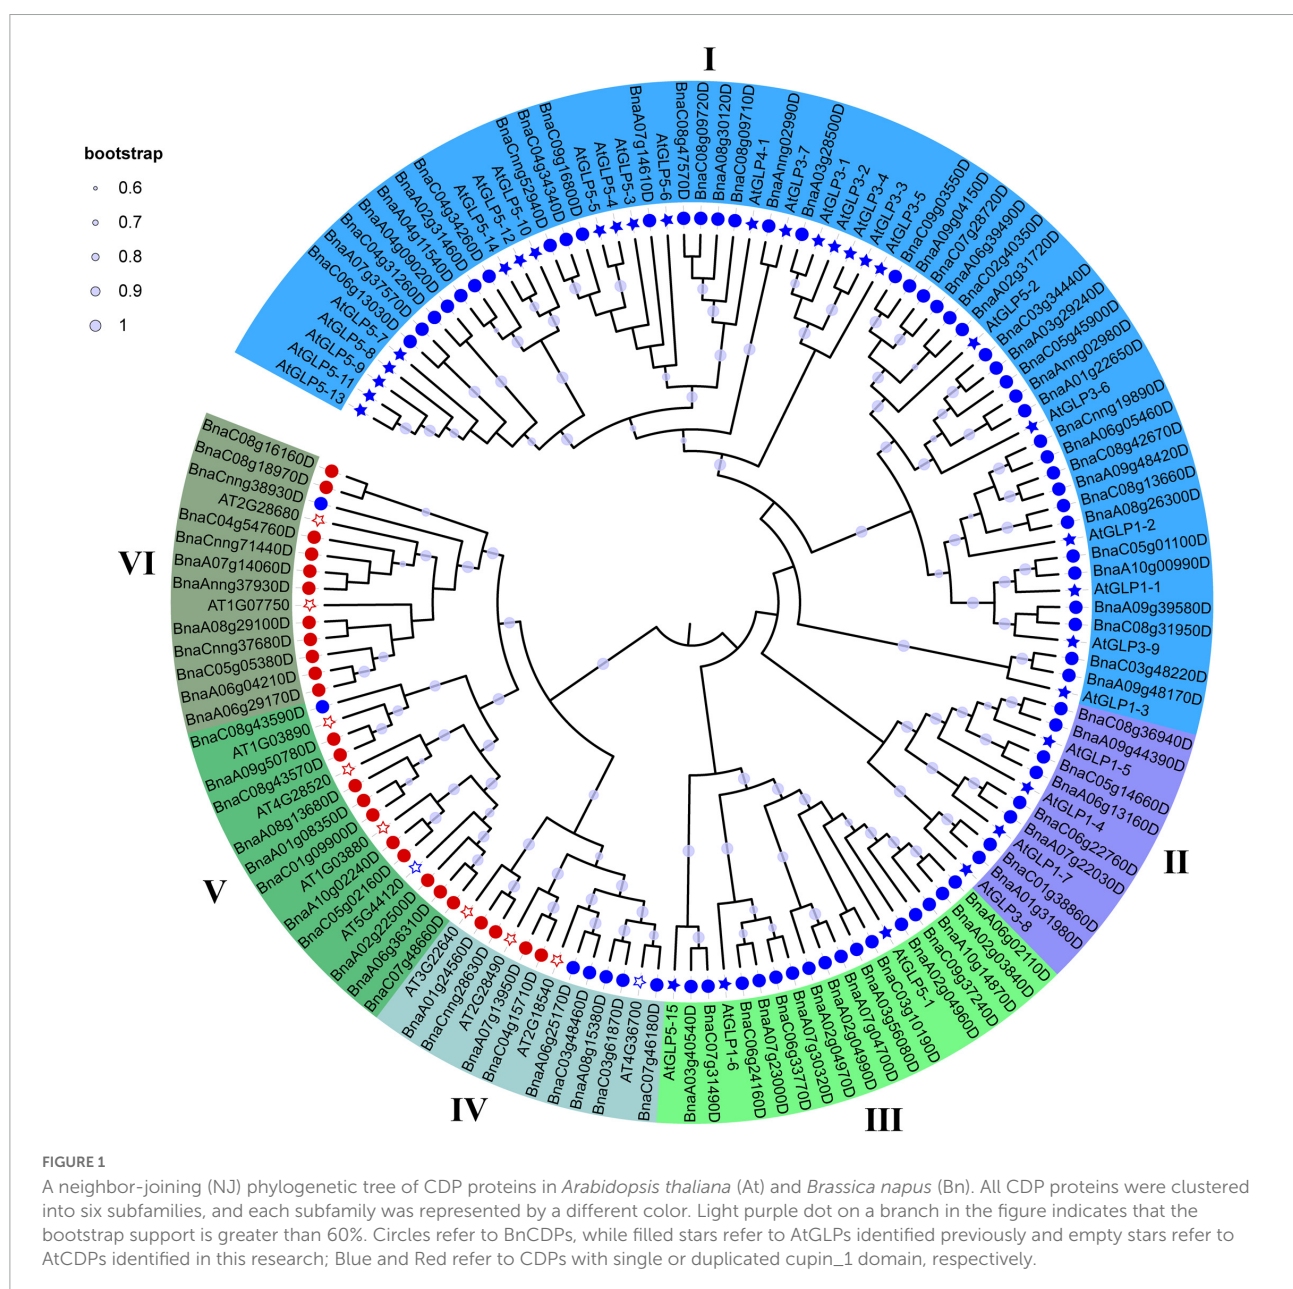 I
bootstrap
0.6
0.7
0.8
0.9
1
AtGLP5-13
AtGLP5-11
AtGLP5-9
AtGLP5-8
AtGLP5-7
BnaC06g13030D
BnaA07g37570D
BnaC04g31260D
BnaA04g09020D
BnaA04g11540D
BnaA02g31460D
BnaC04g34260D
AtGLP5-14
AtGLP5-12
AtGLP5-10
BnaCnng52940D
BnaC04g34340D
BnaC09g16800D
AtGLP5-5
AtGLP5-4
AtGLP5-3
BnaA07g14610D
AtGLP5-6
BnaC08g47570D
BnaC08g09720D
BnaA08g30120D
BnaC08g09710D
AtGLP4-1
BnaAnng02990D
AtGLP3-7
BnaA03g28500D
AtGLP3-1
AtGLP3-2
AtGLP3-4
AtGLP3-3
AtGLP3-5
BnaC09g03550D
BnaA09g04150D
BnaC07g28720D
BnaA06g39490D
BnaC02g40350D
BnaA02g31720D
AtGLP5-2
BnaC03g34440D
BnaA03g29240D
BnaC05g45900D
BnaAnng02980D
BnaA01g22650D
AtGLP3-6
BnaCnng19890D
BnaA06g05460D
BnaC08g42670D
BnaA09g48420D
BnaC08g13660D
BnaA08g26300D
AtGLP1-2
BnaC05g01100D
BnaA10g00990D
AtGLP1-1
BnaA09g39580D
BnaC08g31950D
AtGLP3-9
BnaC03g48220D
BnaA09g48170D
AtGLP1-3
BnaC08g36940D
BnaA09g44390D
AtGLP1-5
BnaC05g14660D
BnaA06g13160D
AtGLP1-4
BnaC06g22760D
BnaA07g22030D
AtGLP1-7
BnaC01g38860D
BnaA01g31980D
AtGLP3-8
II
BnaA06g02110D
BnaA02g03840D
BnaA10g14870D
BnaC09g37240D
BnaA02g04960D
AtGLP5-1
BnaC03g10190D
BnaA03g56080D
BnaA07g04700D
BnaA02g04990D
BnaA02g04970D
BnaA07g30320D
BnaC06g33770D
BnaA07g23000D
BnaC06g24160D
AtGLP1-6
BnaC07g31490D
BnaA03g40540D
AtGLP5-15
III
BnaC07g46180D
AT4G36700
BnaC03g61870D
BnaA08g15380D
BnaC03g48460D
BnaA06g25170D
AT2G18540
BnaC04g15710D
BnaA07g13950D
AT2G28490
BnaCnng28630D
BnaA01g24560D
AT3G22640
IV
BnaC07g48660D
BnaA06g36310D
BnaA02g22500D
AT5G44120
BnaC05g02160D
BnaA10g02240D
AT1G03880
BnaC01g09900D
BnaA01g08350D
BnaA08g13680D
AT4G28520
BnaC08g43570D
BnaA09g50780D
AT1G03890
BnaC08g43590D
V
BnaA06g29170D
BnaA06g04210D
BnaC05g05380D
BnaCnng37680D
BnaA08g29100D
AT1G07750
BnaAnng37930D
BnaA07g14060D
BnaCnng71440D
BnaC04g54760D
AT2G28680
BnaCnng38930D
BnaC08g18970D
BnaC08g16160D
VI
FIGURE 1
A neighbor-joining (NJ) phylogenetic tree of CDP proteins in Arabidopsis thaliana (At) and Brassica napus (Bn). All CDP proteins were clustered
into six subfamilies, and each subfamily was represented by a different color. Light purple dot on a branch in the figure indicates that the
bootstrap support is greater than 60%. Circles refer to BnCDPs, while filled stars refer to AtGLPs identified previously and empty stars refer to
AtCDPs identified in this research; Blue and Red refer to CDPs with single or duplicated cupin_1 domain, respectively.